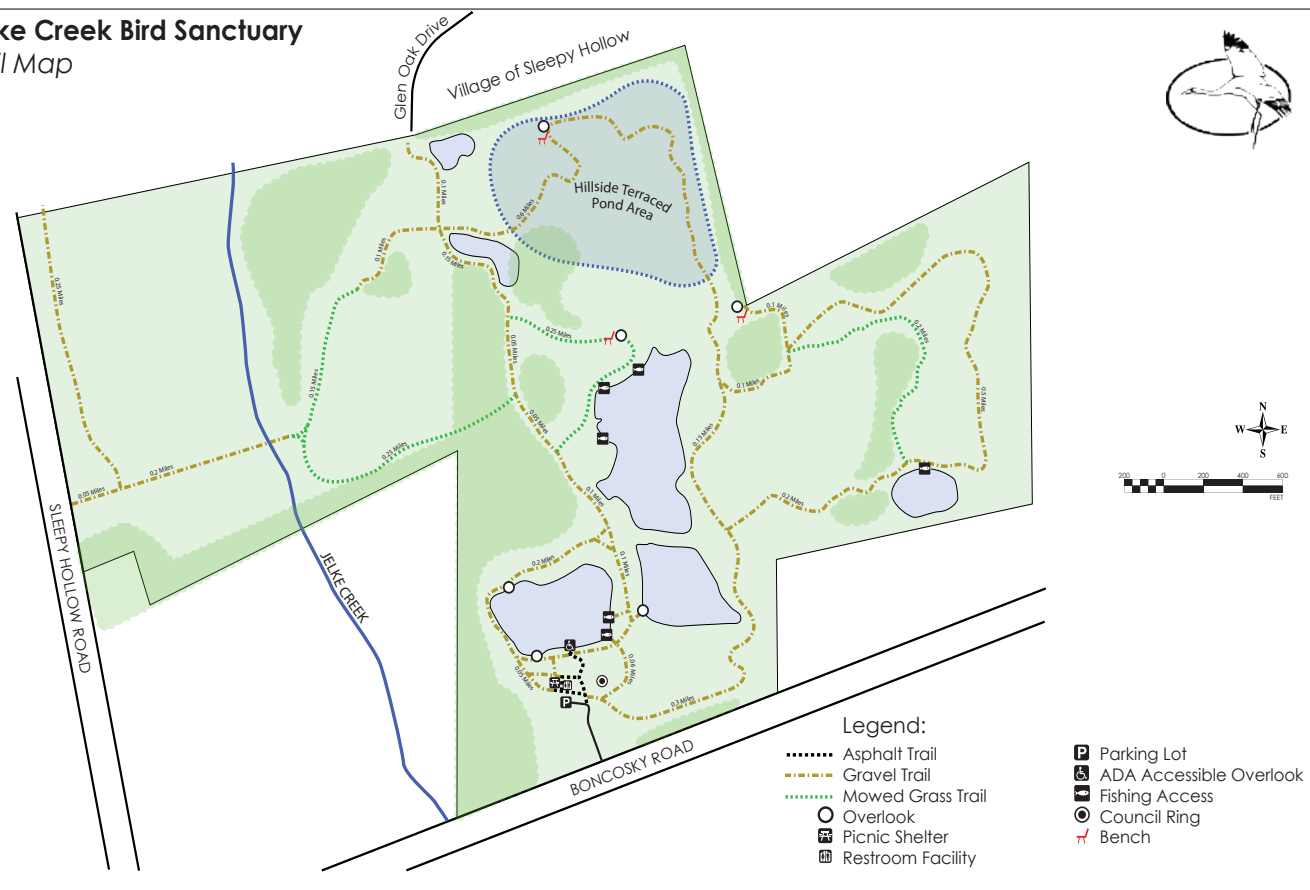 ke Creek Bird Sanctuary
l Map
Glen Oak Drive
Village of Sleepy Hollow
Hillside Terraced
Pond Area
0.1 Miles
0.6 Miles
0.1 Miles
0.15 Miles
0.25 Miles
0.25 Miles
0.05 Miles
0.1 Miles
0.2 Miles
0.15 Miles
0.1 Miles
0.05 Miles
0.5 Miles
0.15 Miles
0.25 Miles
0.2 Miles
0.05 Miles
0.1 Miles
0.2 Miles
0.2 Miles
0.1 Miles
0.05 Miles
0.06 Miles
0.3 Miles
N
W
E
S
200 0 200 400 600
FEET
SLEEPY HOLLOW ROAD
JELKE CREEK
BONCOSKY ROAD
P
Legend:
Asphalt Trail
Gravel Trail
Mowed Grass Trail
Overlook
Picnic Shelter
Restroom Facility
P Parking Lot
ADA Accessible Overlook
Fishing Access
Council Ring
Bench